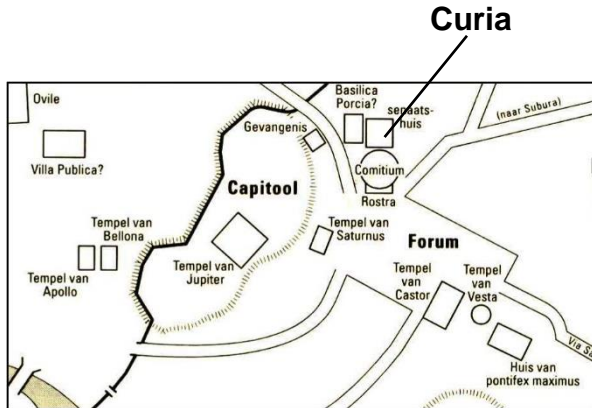 Curia
Ovile
Basilica
Porcia?
senaats-
huis
(naar Subura)
Gevangenis
Villa Publica?
Comitium
Capitool
Rostra
Tempel van
Bellona
Tempel van
Saturnus
Forum
Tempel van
Apollo
Tempel van
Jupiter
Tempel
van
Castor
Tempel
van
Vesta
Huis van
pontifex maximus
Via